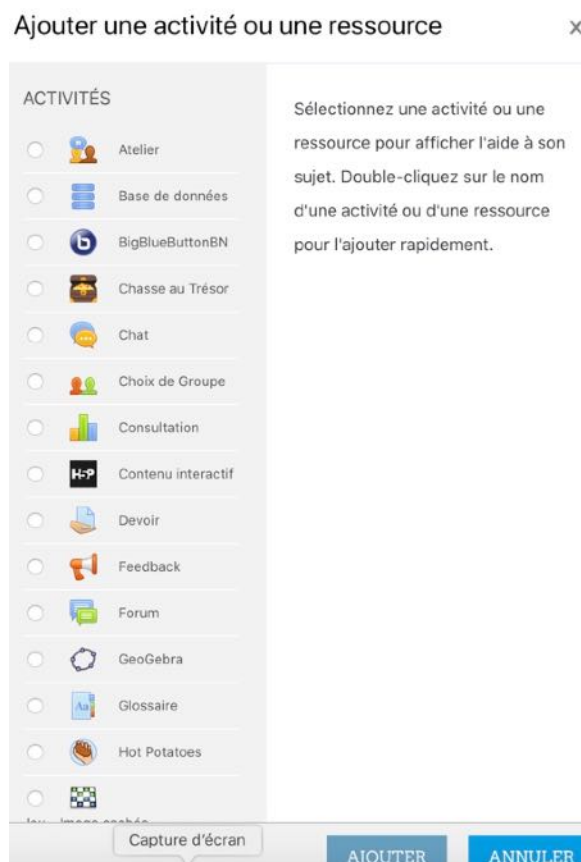 Ajouter une activité ou une ressource
x
ACTIVITÉS
Atelier
Base de données
BigBlueButtonBN
Chasse au Trésor
Chat
Choix de Groupe
Consultation
H5P
Contenu interactif
Devoir
Feedback
Forum
GeoGebra
Aa
Glossaire
Hot Potatoes
Sélectionnez une activité ou une
ressource pour afficher l'aide à son
sujet. Double-cliquez sur le nom
d'une activité ou d'une ressource
pour l'ajouter rapidement.
Capture d'écran
AJOUTER
ANNULER